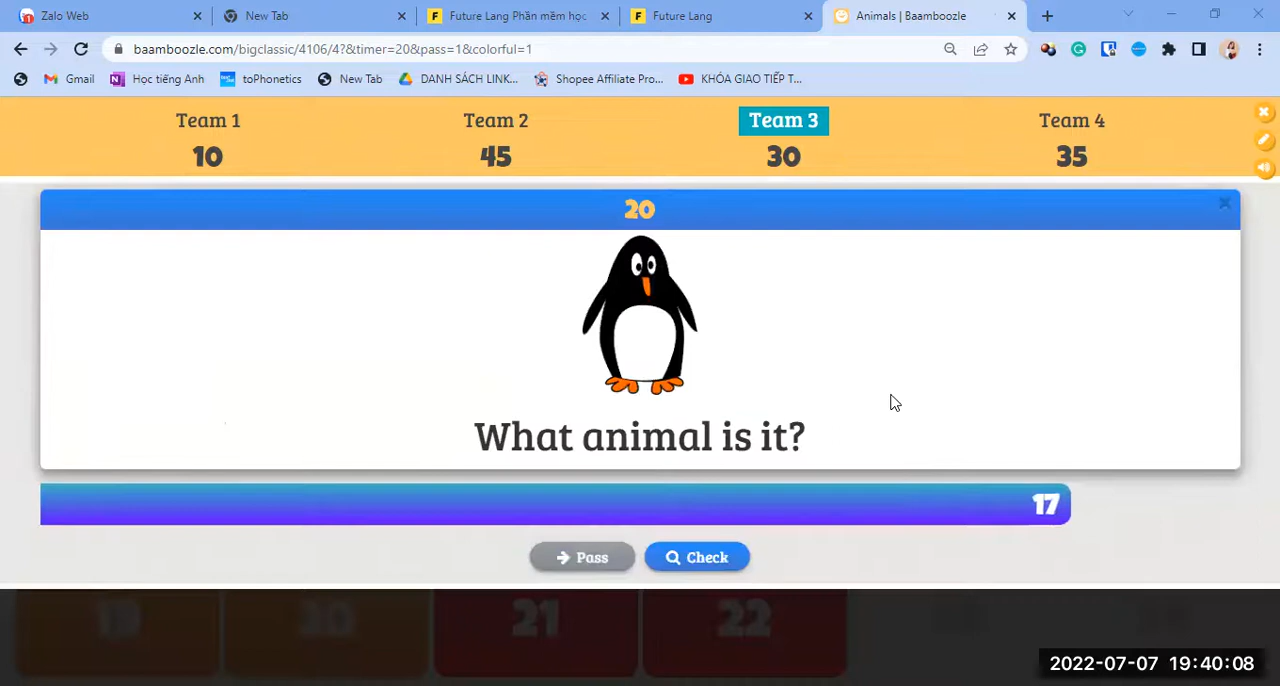 Zalo Web
New Tab
Future Lang Phần mềm học
Future Lang
Animals | Baamboozle
baamboozle.com/bigclassic/4106/4?&timer=20&pass=1&colorful=1
Gmail
Học tiếng Anh
toPhonetics
New Tab
DANH SÁCH LINK...
Shopee Affiliate Pro...
KHÓA GIAO TIẾP T...
Team 1
Team 2
Team 3
Team 4
10
45
30
35
20
What animal is it?
17
Pass
Check
19
20
21
22
2022-07-07 19:40:08